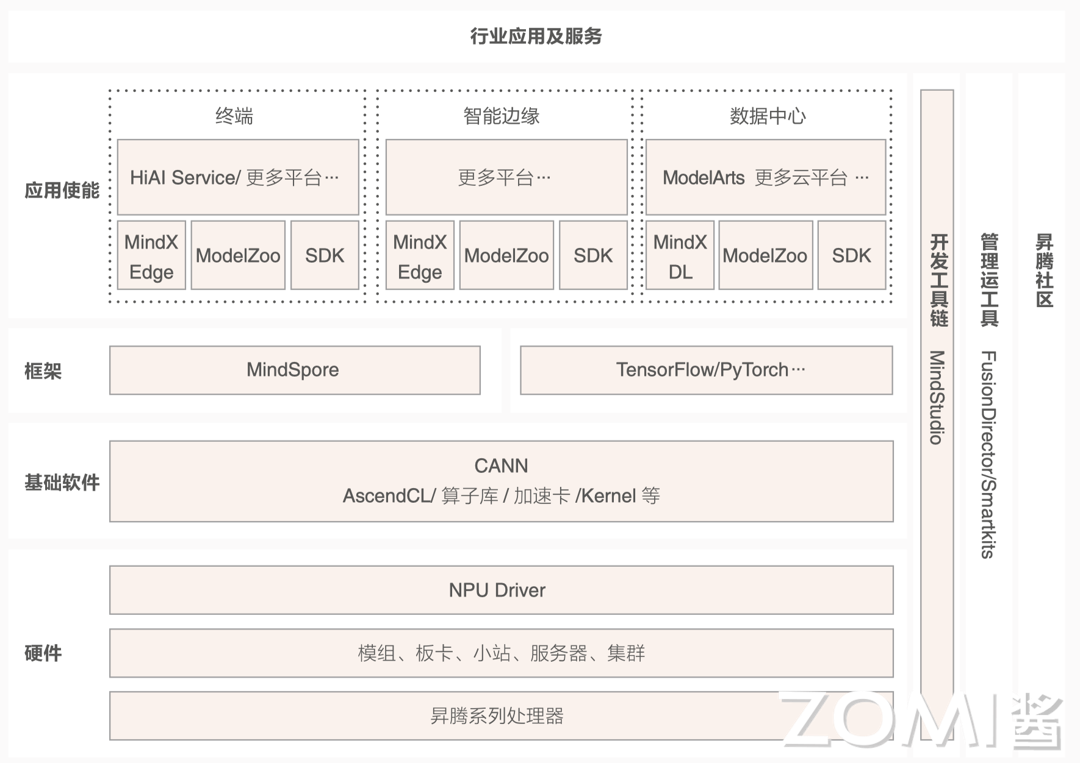 行业应用及服务
应用使能
终端
HiAI Service/ 更多平台···
MindX
Edge
ModelZoo
SDK
智能边缘
更多平台···
MindX
Edge
ModelZoo
SDK
数据中心
ModelArts 更多云平台 ···
MindX
DL
ModelZoo
SDK
框架
MindSpore
TensorFlow/PyTorch···
基础软件
CANN
AscendCL/ 算子库 / 加速卡 /Kernel 等
硬件
NPU Driver
模组、板卡、小站、服务器、集群
昇腾系列处理器
开发工具链 MindStudio
管理运工具 FusionDirector/Smartkits
昇腾社区
ZOMI 酱